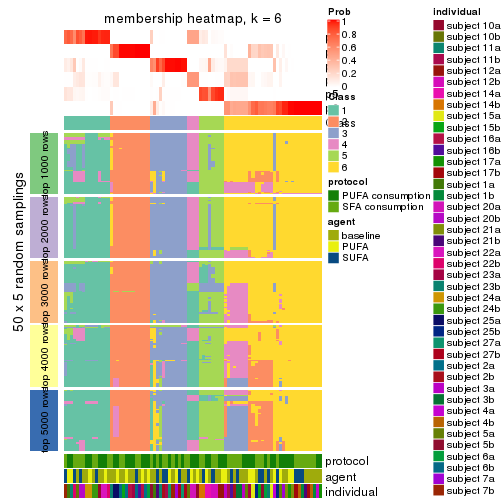 membership heatmap, k = 6
50 x 5 random samplings
top 1000 rows
top 2000 rows
top 3000 rows
top 4000 rows
top 5000 rows
protocol
agent
individual
Prob
1
0.8
0.6
0.4
0.2
0
Class
1
2
3
4
5
6
protocol
PUFA consumption
SFA consumption
agent
baseline
PUFA
SUFA
individual
subject 10a
subject 10b
subject 11a
subject 11b
subject 12a
subject 12b
subject 14a
subject 14b
subject 15a
subject 15b
subject 16a
subject 16b
subject 17a
subject 17b
subject 1a
subject 1b
subject 20a
subject 20b
subject 21a
subject 21b
subject 22a
subject 22b
subject 23a
subject 23b
subject 24a
subject 24b
subject 25a
subject 25b
subject 27a
subject 27b
subject 2a
subject 2b
subject 3a
subject 3b
subject 4a
subject 4b
subject 5a
subject 5b
subject 6a
subject 6b
subject 7a
subject 7b